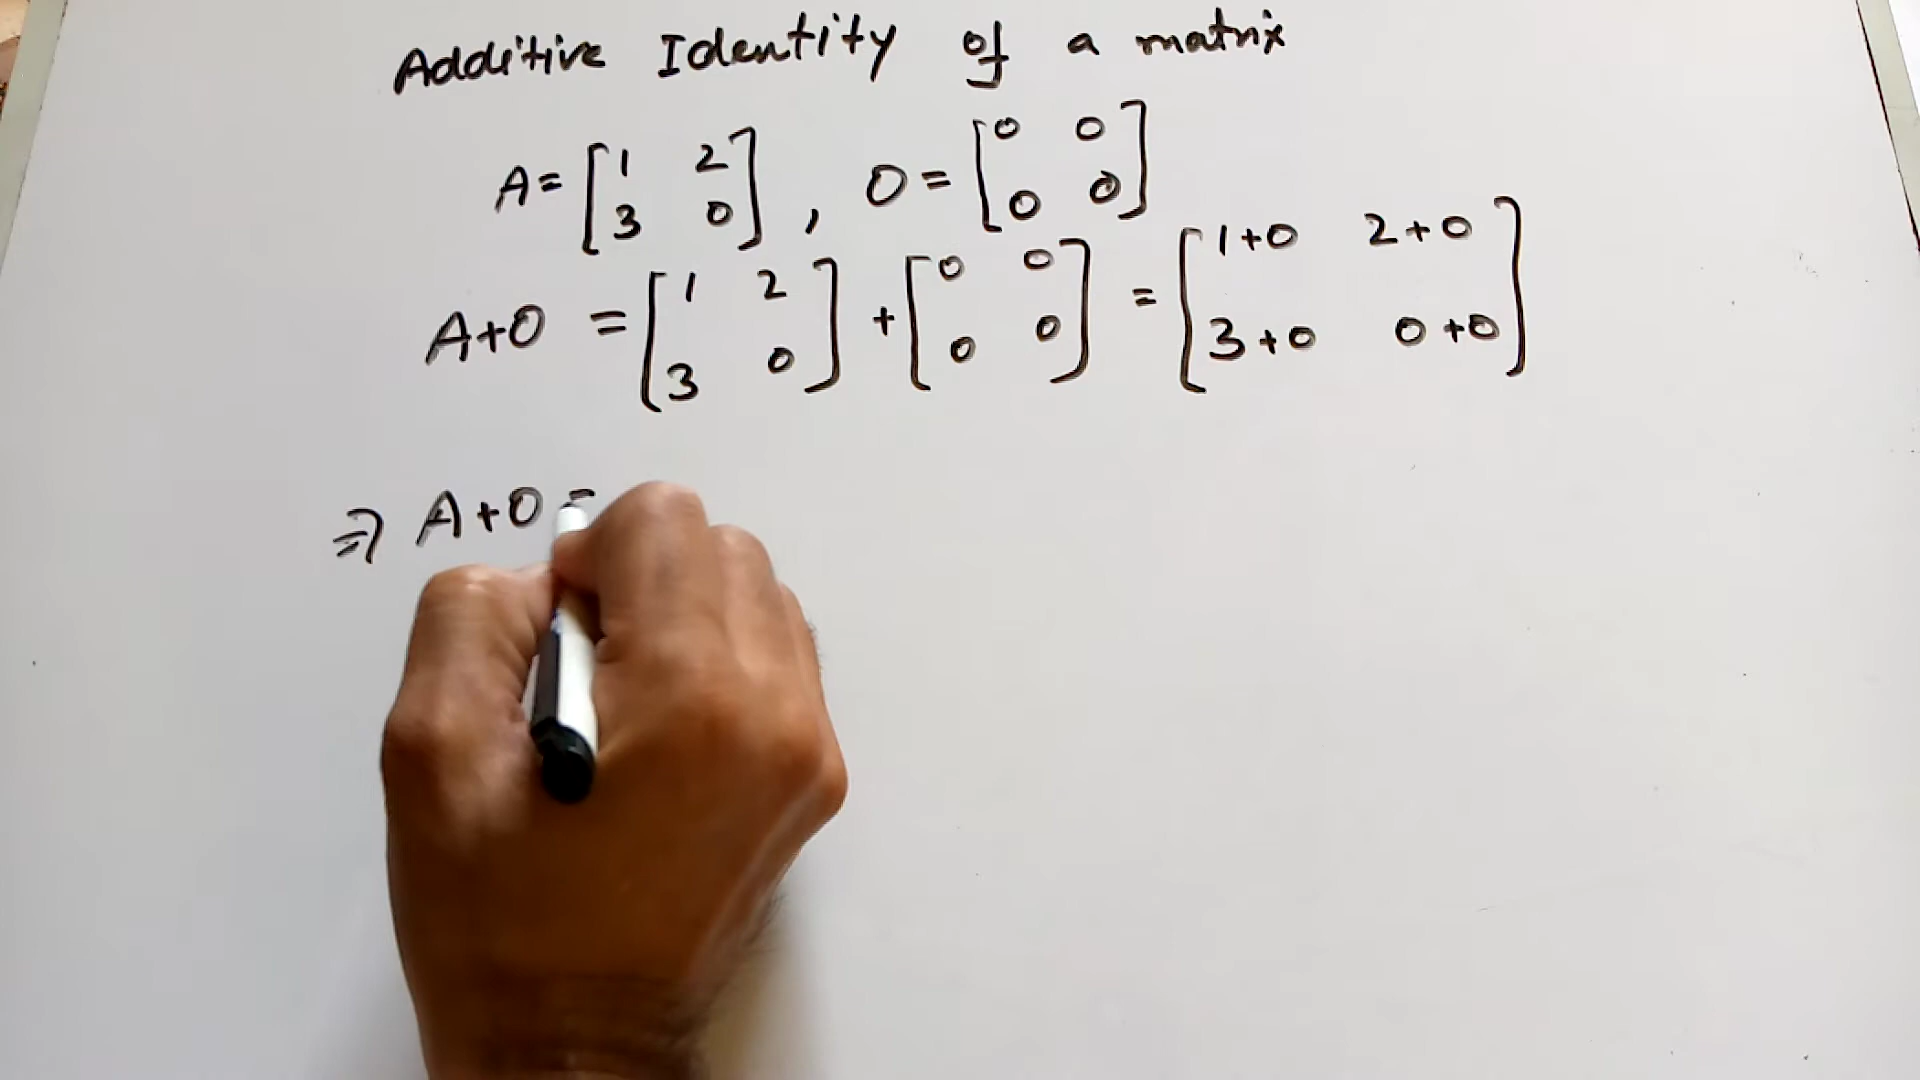 Additive Identity of a matrix
A = [1 2
3 0] , O = [0 0
0 0]
A+O = [1 2
3 0] + [0 0
0 0] = [1+0 2+0
3+0 0+0]
⇒ A+O =